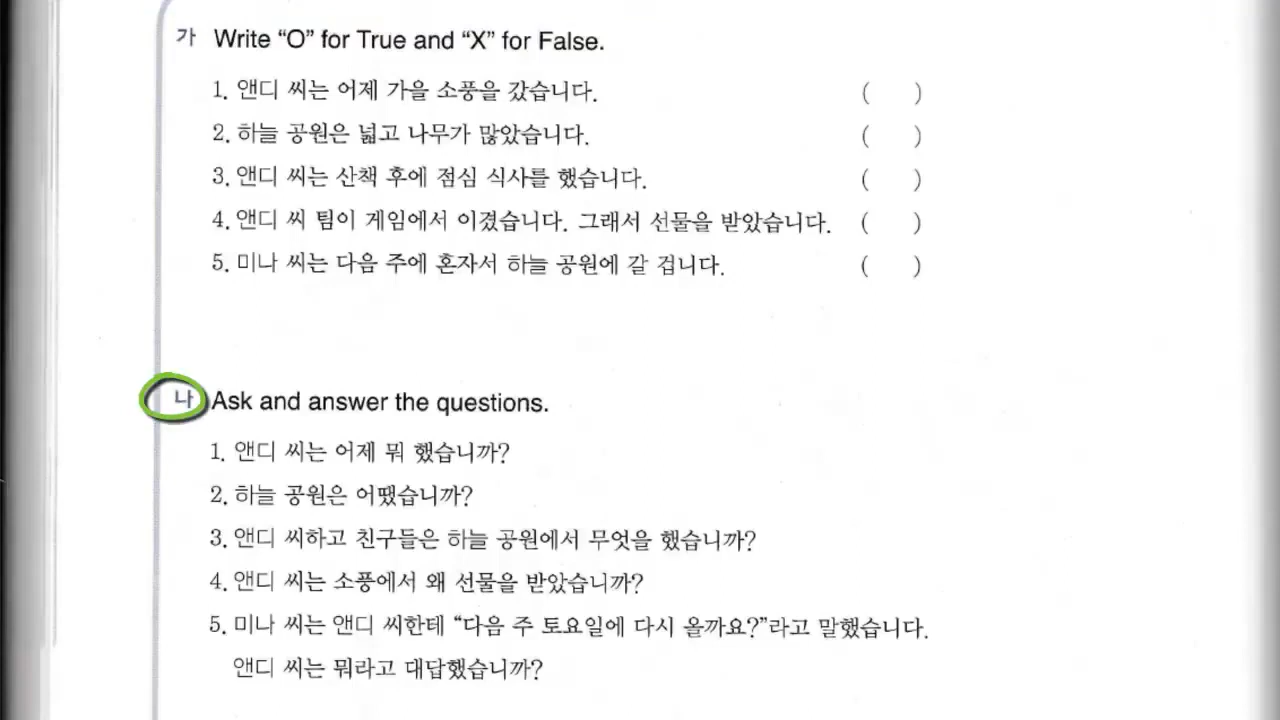 가 Write “O” for True and “X” for False.
1. 앤디 씨는 어제 가을 소풍을 갔습니다. ( )
2. 하늘 공원은 넓고 나무가 많았습니다. ( )
3. 앤디 씨는 산책 후에 점심 식사를 했습니다. ( )
4. 앤디 씨 팀이 게임에서 이겼습니다. 그래서 선물을 받았습니다. ( )
5. 미나 씨는 다음 주에 혼자서 하늘 공원에 갈 겁니다. ( )
나 Ask and answer the questions.
1. 앤디 씨는 어제 뭐 했습니까?
2. 하늘 공원은 어땠습니까?
3. 앤디 씨하고 친구들은 하늘 공원에서 무엇을 했습니까?
4. 앤디 씨는 소풍에서 왜 선물을 받았습니까?
5. 미나 씨는 앤디 씨한테 “다음 주 토요일에 다시 올까요?”라고 말했습니다.
앤디 씨는 뭐라고 대답했습니까?